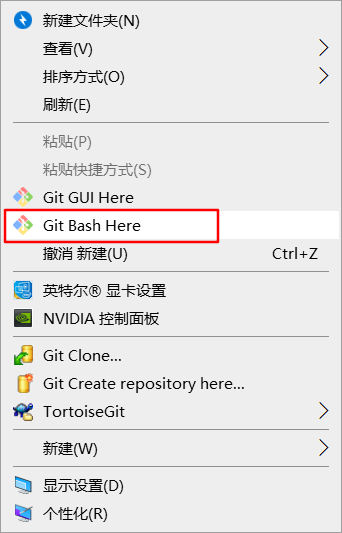 新建文件夹(N)
查看(V)
排序方式(O)
刷新(E)
粘贴(P)
粘贴快捷方式(S)
Git GUI Here
Git Bash Here
撤消 新建(U) Ctrl+Z
英特尔® 显卡设置
NVIDIA 控制面板
Git Clone...
Git Create repository here...
TortoiseGit
新建(W)
显示设置(D)
个性化(R)